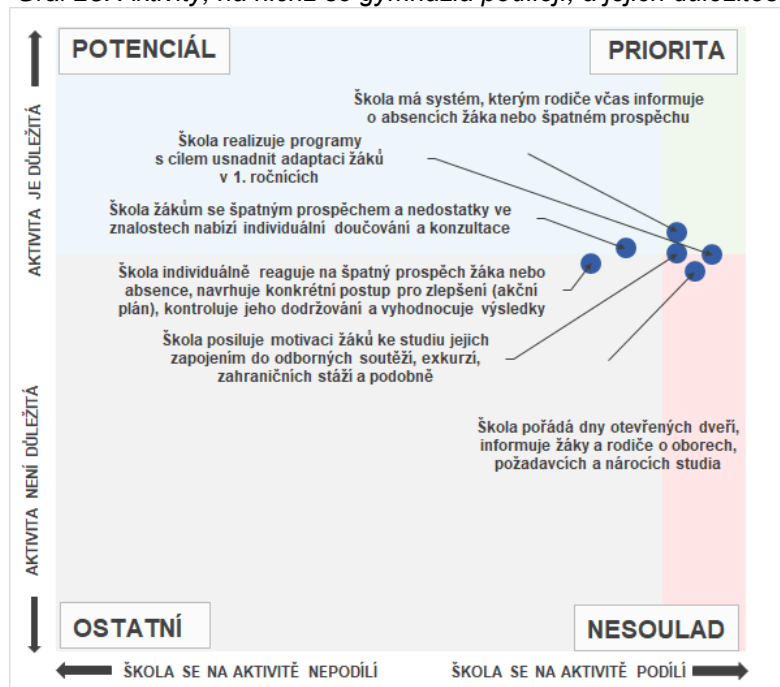 POTENCIÁL
PRIORITA
Škola má systém, kterým rodiče včas informuje
o absencích žáka nebo špatném prospěchu
Škola realizuje programy
s cílem usnadnit adaptaci žáků
v 1. ročnících
Škola žákům se špatným prospěchem a nedostatky ve
znalostech nabízí individuální doučování a konzultace
Škola individuálně reaguje na špatný prospěch žáka nebo
absence, navrhuje konkrétní postup pro zlepšení (akční
plán), kontroluje jeho dodržování a vyhodnocuje výsledky
Škola posiluje motivaci žáků ke studiu jejich
zapojením do odborných soutěží, exkurzí,
zahraničních stáží a podobně
Škola pořádá dny otevřených dveří,
informuje žáky a rodiče o oborech,
požadavcích a nárocích studia
AKTIVITA JE DŮLEŽITÁ
AKTIVITA NENÍ DŮLEŽITÁ
OSTATNÍ
NESOULAD
ŠKOLA SE NA AKTIVITĚ NEPODÍLÍ
ŠKOLA SE NA AKTIVITĚ PODÍLÍ